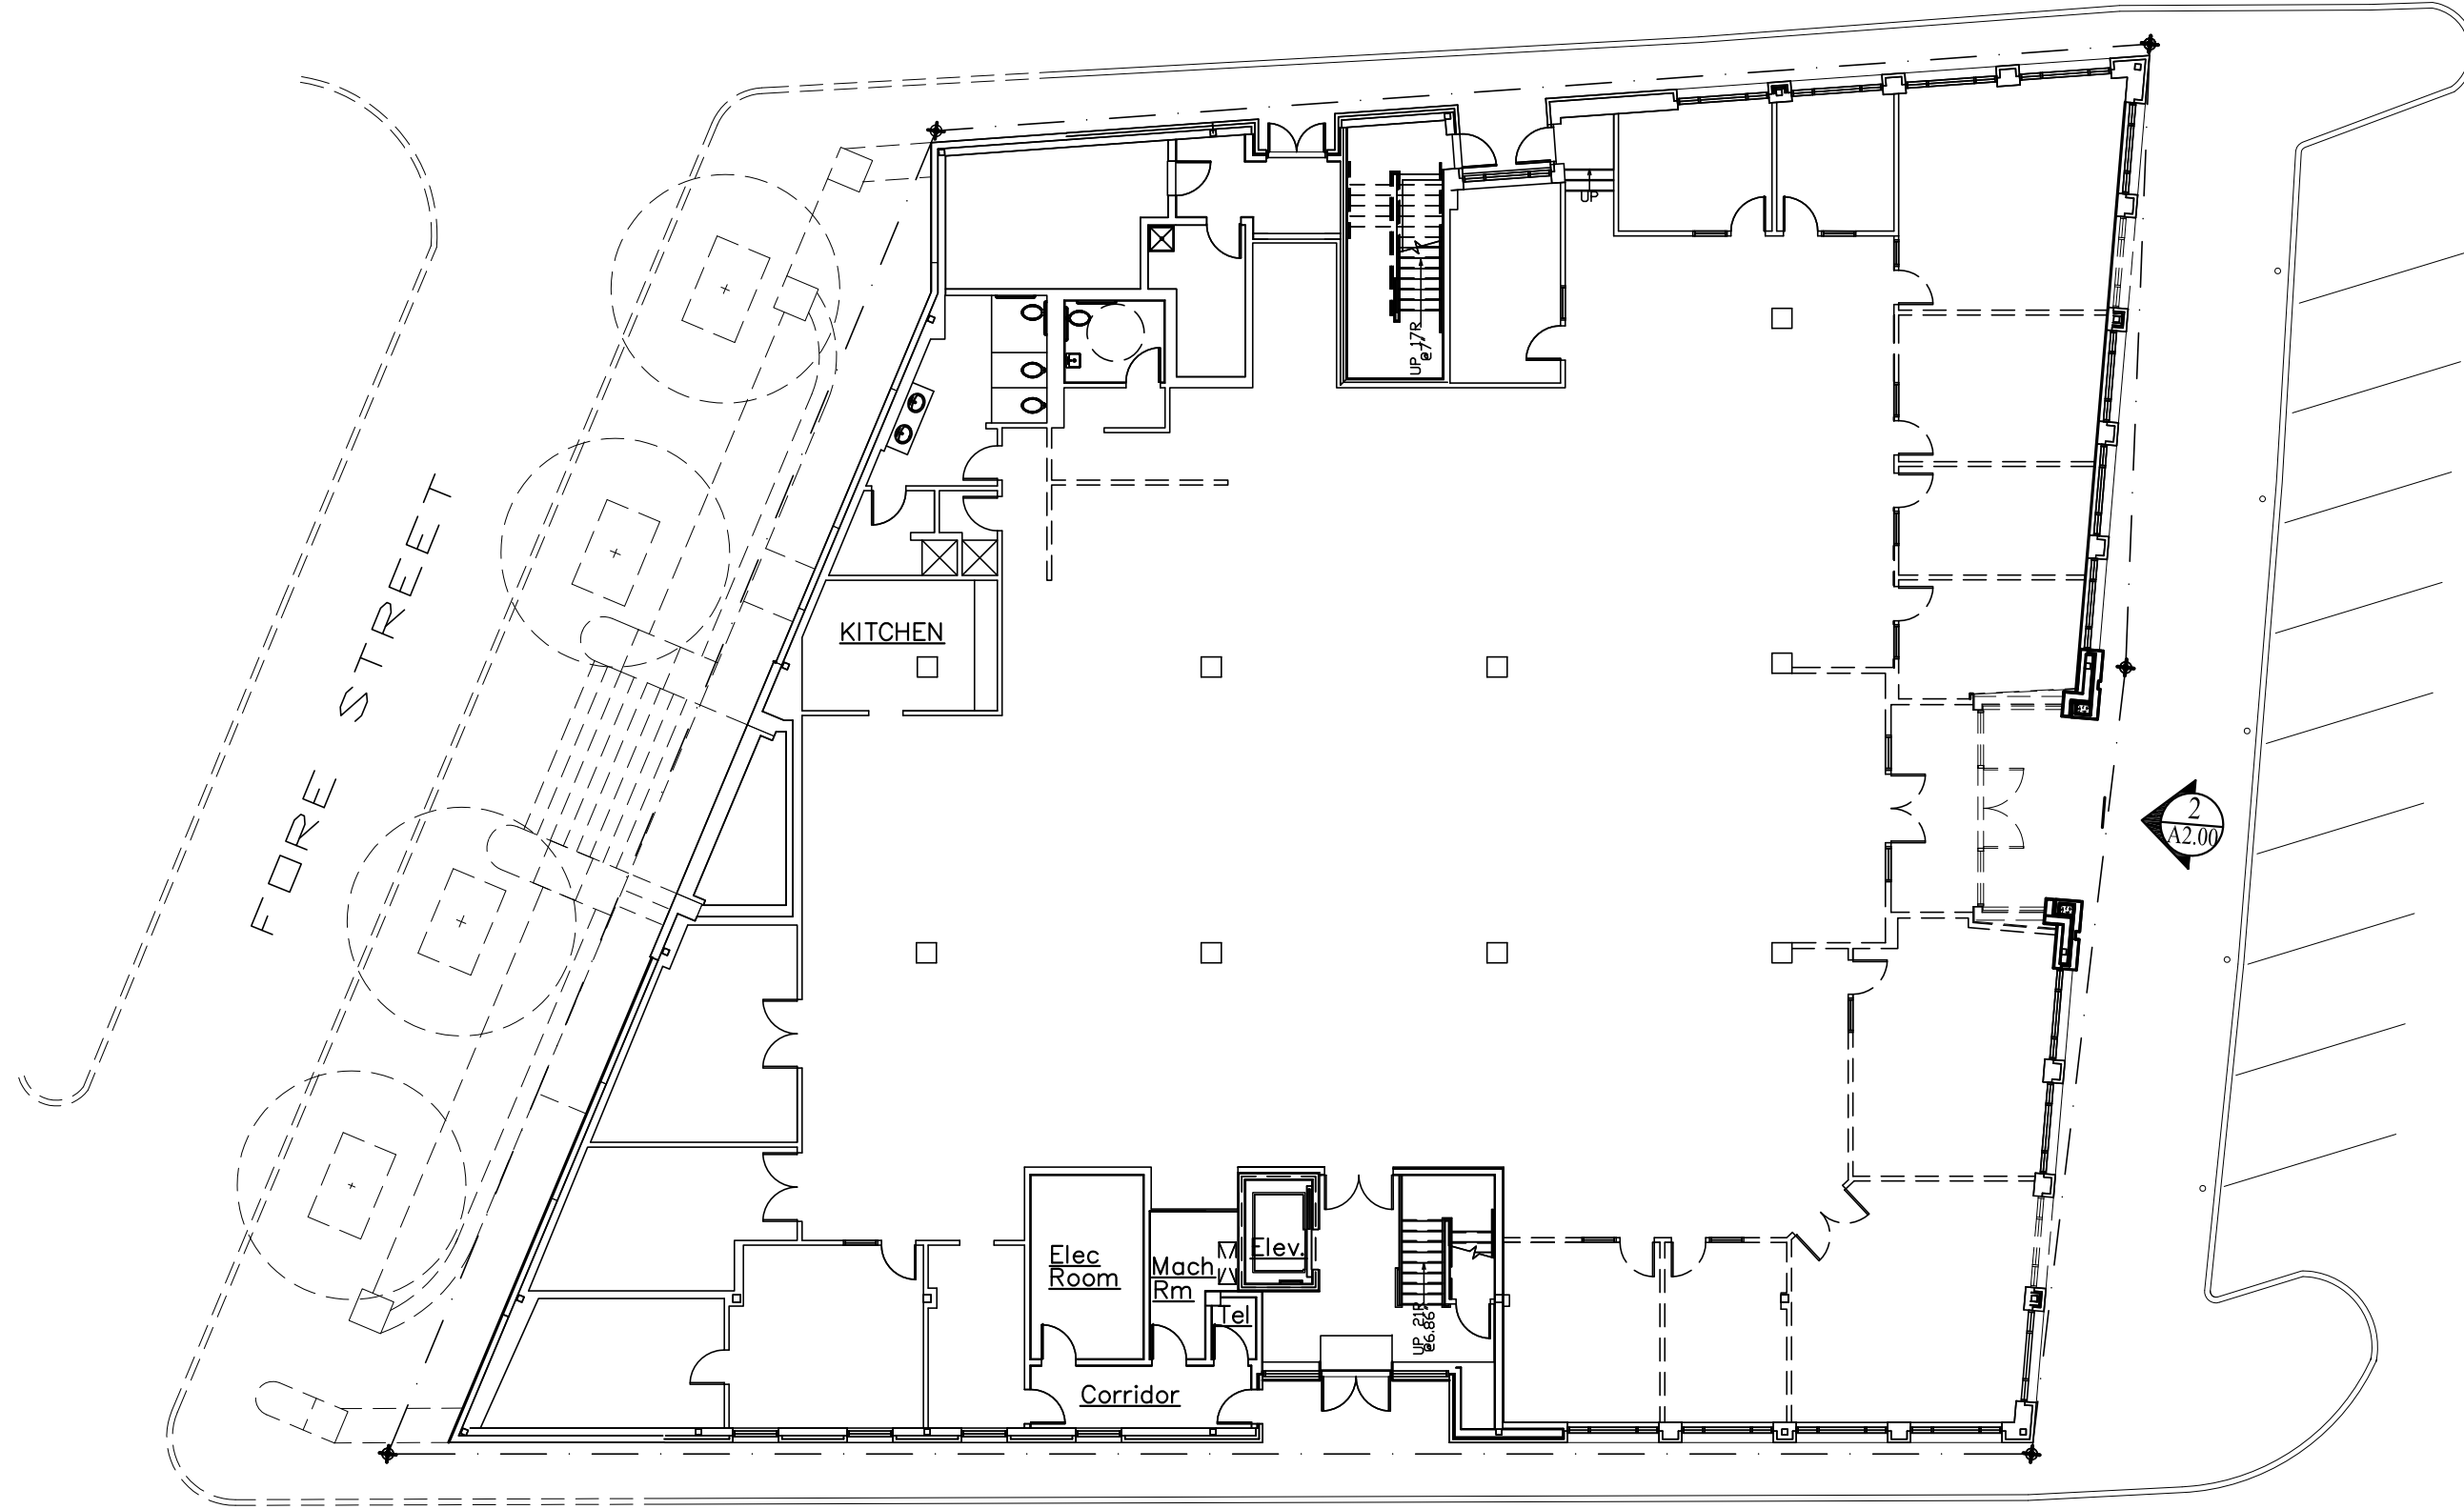 UP
UP 17R
@7"
FORE STREET
KITCHEN
2
A2.00
Elec
Room
Mach
Rm
Elev.
Tel
UP 21R
@6.86"
Corridor